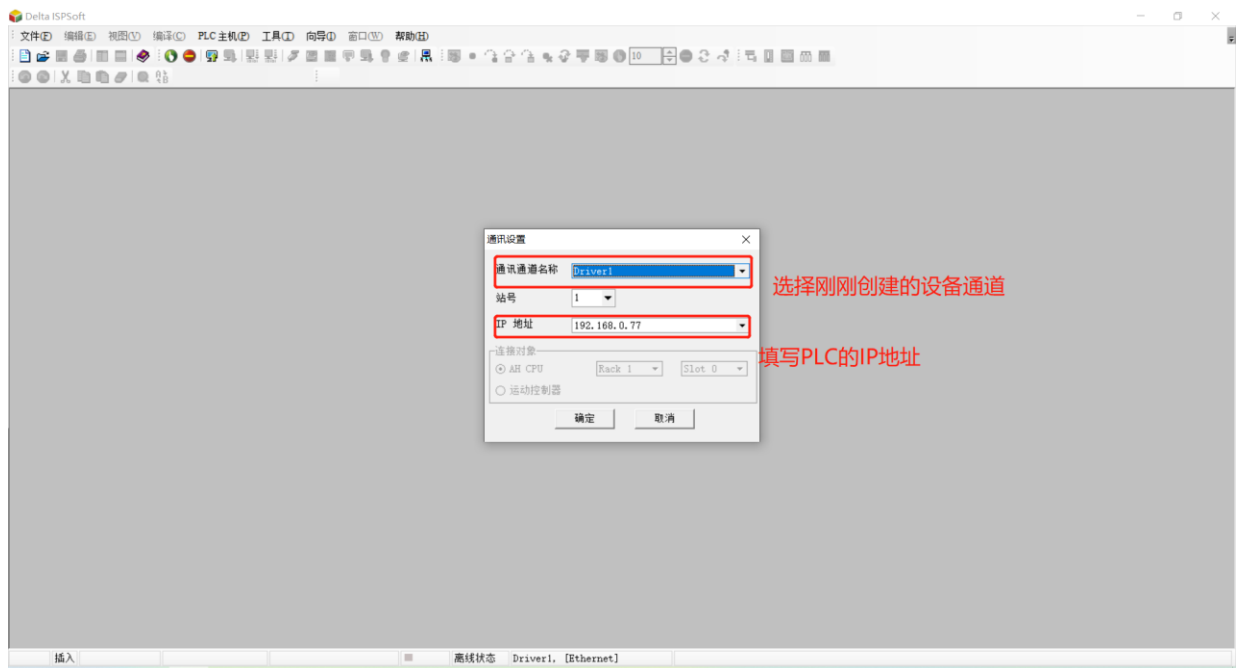 Delta ISPSoft
文件(F) 编辑(E) 视图(V) 编译(C) PLC 主机(P) 工具(T) 向导(I) 窗口(W) 帮助(H)
10
通讯设置
通讯通道名称 Driver1
选择刚刚创建的设备通道
站号 1
IP 地址 192.168.0.77
连接对象
填写PLC的IP地址
AH CPU Rack 1 Slot 0
运动控制器
确定 取消
插入 离线状态 Driver1, [Ethernet]